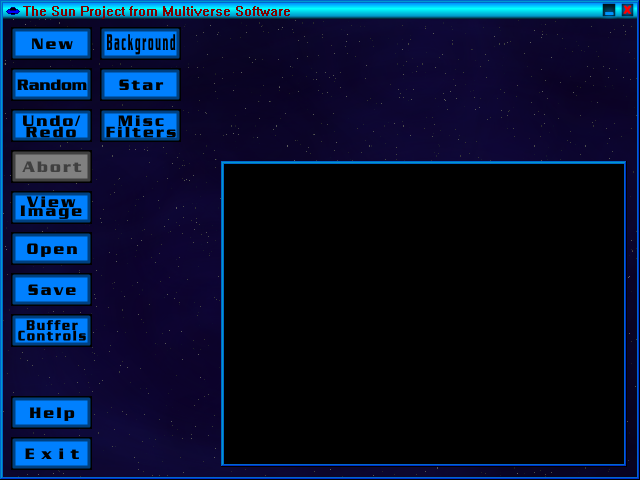 The Sun Project from Multiverse Software
New
Background
Random
Star
Undo/
Redo
Misc
Filters
Abort
View
Image
Open
Save
Buffer
Controls
Help
Exit